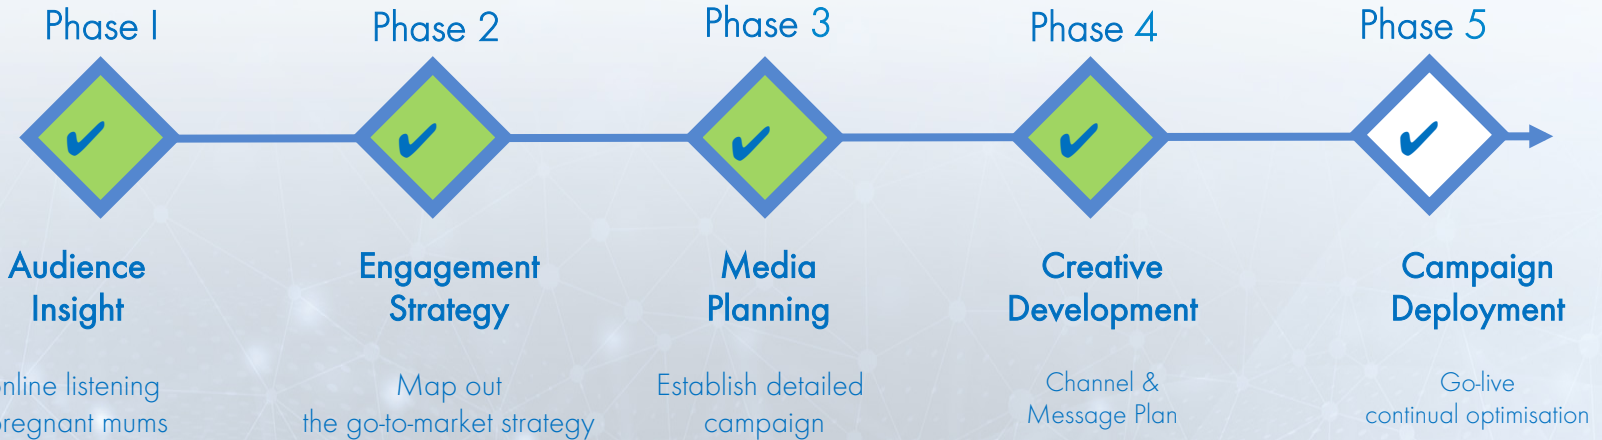 Phase 1
Phase 2
Phase 3
Phase 4
Phase 5
Audience
Insight
Engagement
Strategy
Media
Planning
Creative
Development
Campaign
Deployment
listening
mums
Map out
the go-to-market strategy
Establish detailed
campaign
Channel &
Message Plan
Go-live
continual optimisation